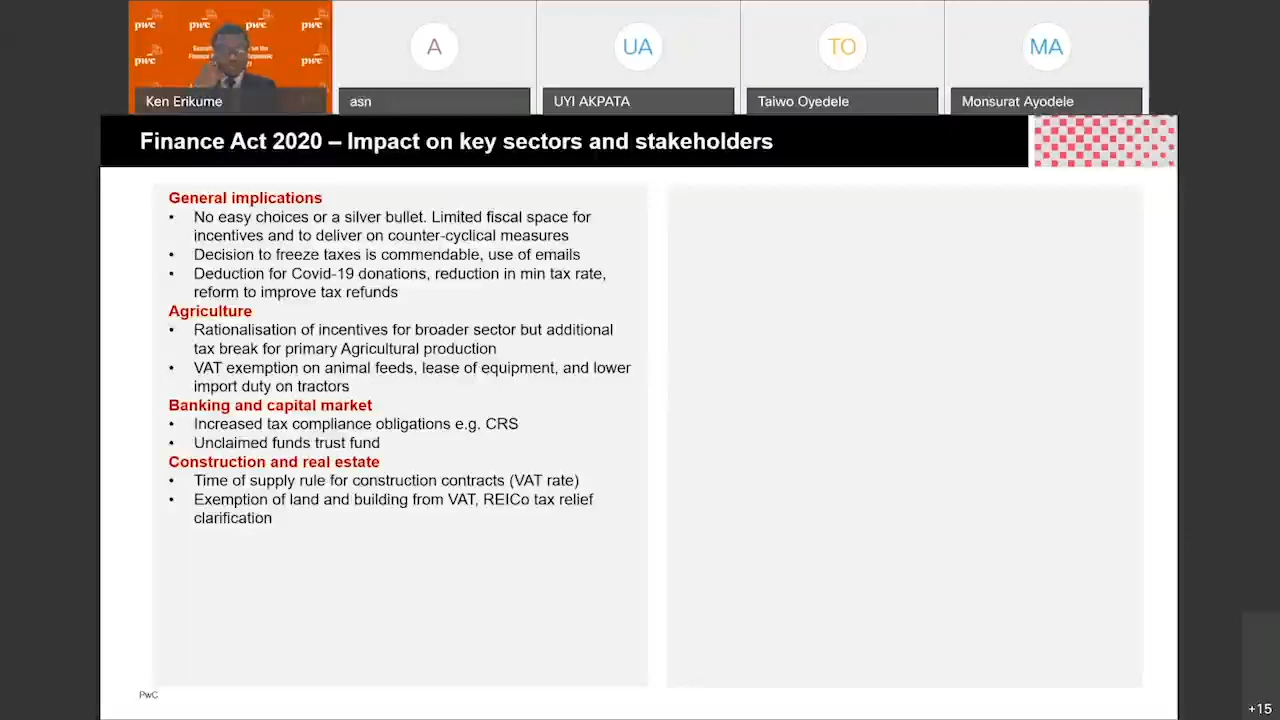 pwc
pwc
pwc
pwc
pwc
pwc
A
UA
TO
MA
Ken Erikume
asn
UYI AKPATA
Taiwo Oyedele
Monsurat Ayodele
Finance Act 2020 – Impact on key sectors and stakeholders
General implications
• No easy choices or a silver bullet. Limited fiscal space for
incentives and to deliver on counter-cyclical measures
• Decision to freeze taxes is commendable, use of emails
• Deduction for Covid-19 donations, reduction in min tax rate,
reform to improve tax refunds
Agriculture
• Rationalisation of incentives for broader sector but additional
tax break for primary Agricultural production
• VAT exemption on animal feeds, lease of equipment, and lower
import duty on tractors
Banking and capital market
• Increased tax compliance obligations e.g. CRS
• Unclaimed funds trust fund
Construction and real estate
• Time of supply rule for construction contracts (VAT rate)
• Exemption of land and building from VAT, REICo tax relief
clarification
PwC
+15